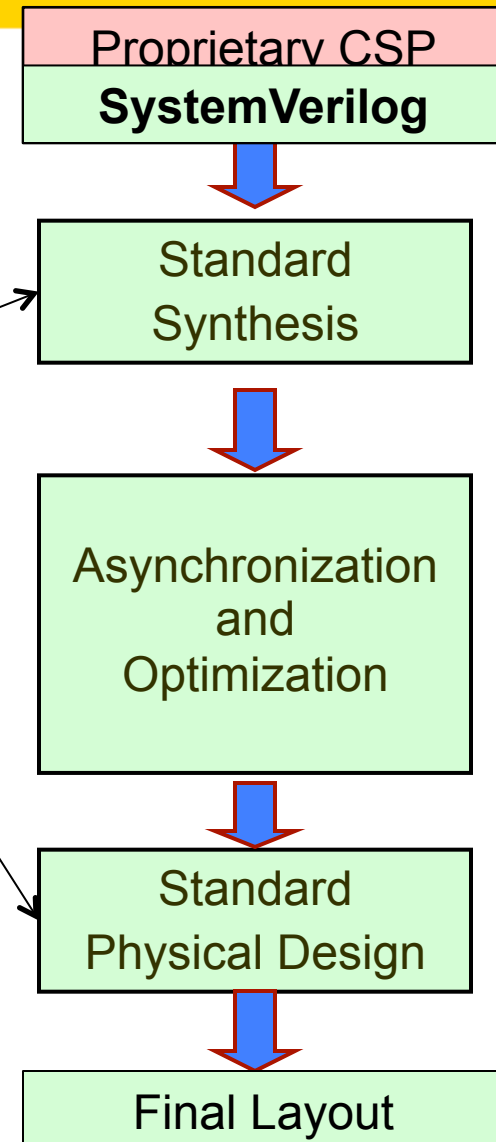 Proprietary CSP
SystemVerilog
Standard
Synthesis
Asynchronization
and
Optimization
Standard
Physical Design
Final Layout